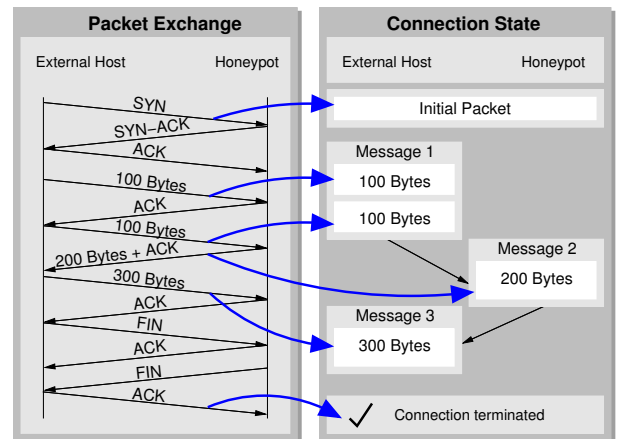 Packet Exchange
External Host Honeypot
SYN
SYN–ACK
ACK
100 Bytes
ACK
100 Bytes
200 Bytes + ACK
300 Bytes
ACK
FIN
ACK
FIN
ACK
Connection State
External Host Honeypot
Initial Packet
Message 1
100 Bytes
100 Bytes
Message 2
200 Bytes
Message 3
300 Bytes
Connection terminated